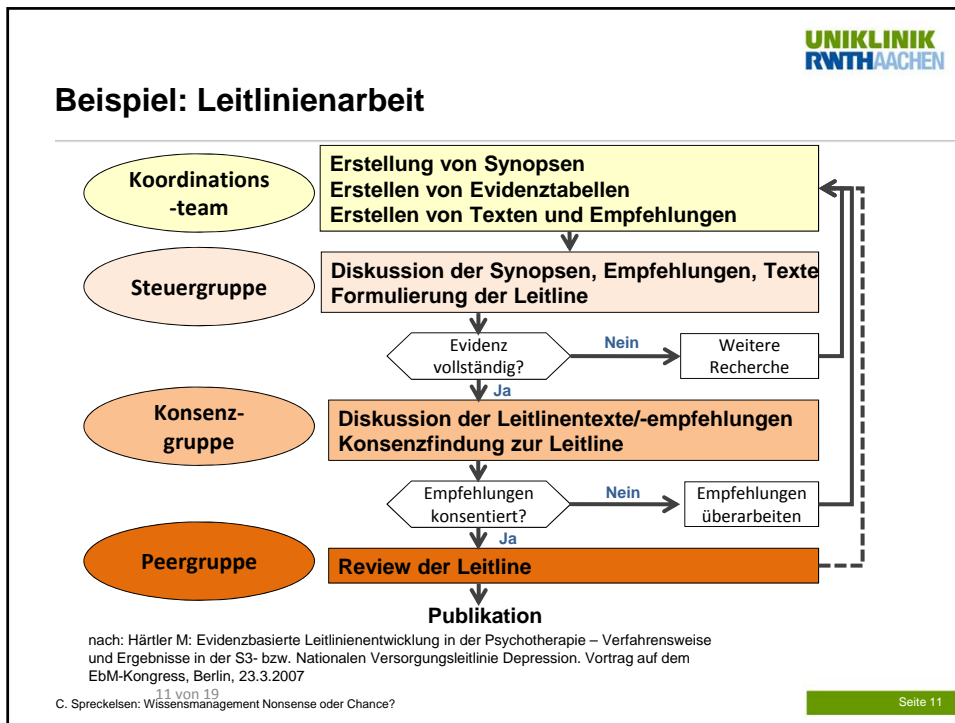 UNIKLINIK
RWTHAACHEN
Beispiel: Leitlinienarbeit
Koordinations
-team
Erstellung von Synopsen
Erstellen von Evidenztabellen
Erstellen von Texten und Empfehlungen
Steuergruppe
Diskussion der Synopsen, Empfehlungen, Texte
Formulierung der Leitline
Evidenz
vollständig?
Nein
Weitere
Recherche
Ja
Konsenz-
gruppe
Diskussion der Leitlinentexte/-empfehlungen
Konsenzfindung zur Leitline
Empfehlungen
konsentiert?
Nein
Empfehlungen
überarbeiten
Ja
Peergruppe
Review der Leitline
Publikation
nach: Härtler M: Evidenzbasierte Leitlinienentwicklung in der Psychotherapie – Verfahrensweise
und Ergebnisse in der S3- bzw. Nationalen Versorgungsleitlinie Depression. Vortrag auf dem
EbM-Kongress, Berlin, 23.3.2007
11 von 19
C. Spreckelsen: Wissensmanagement Nonsense oder Chance?
Seite 11